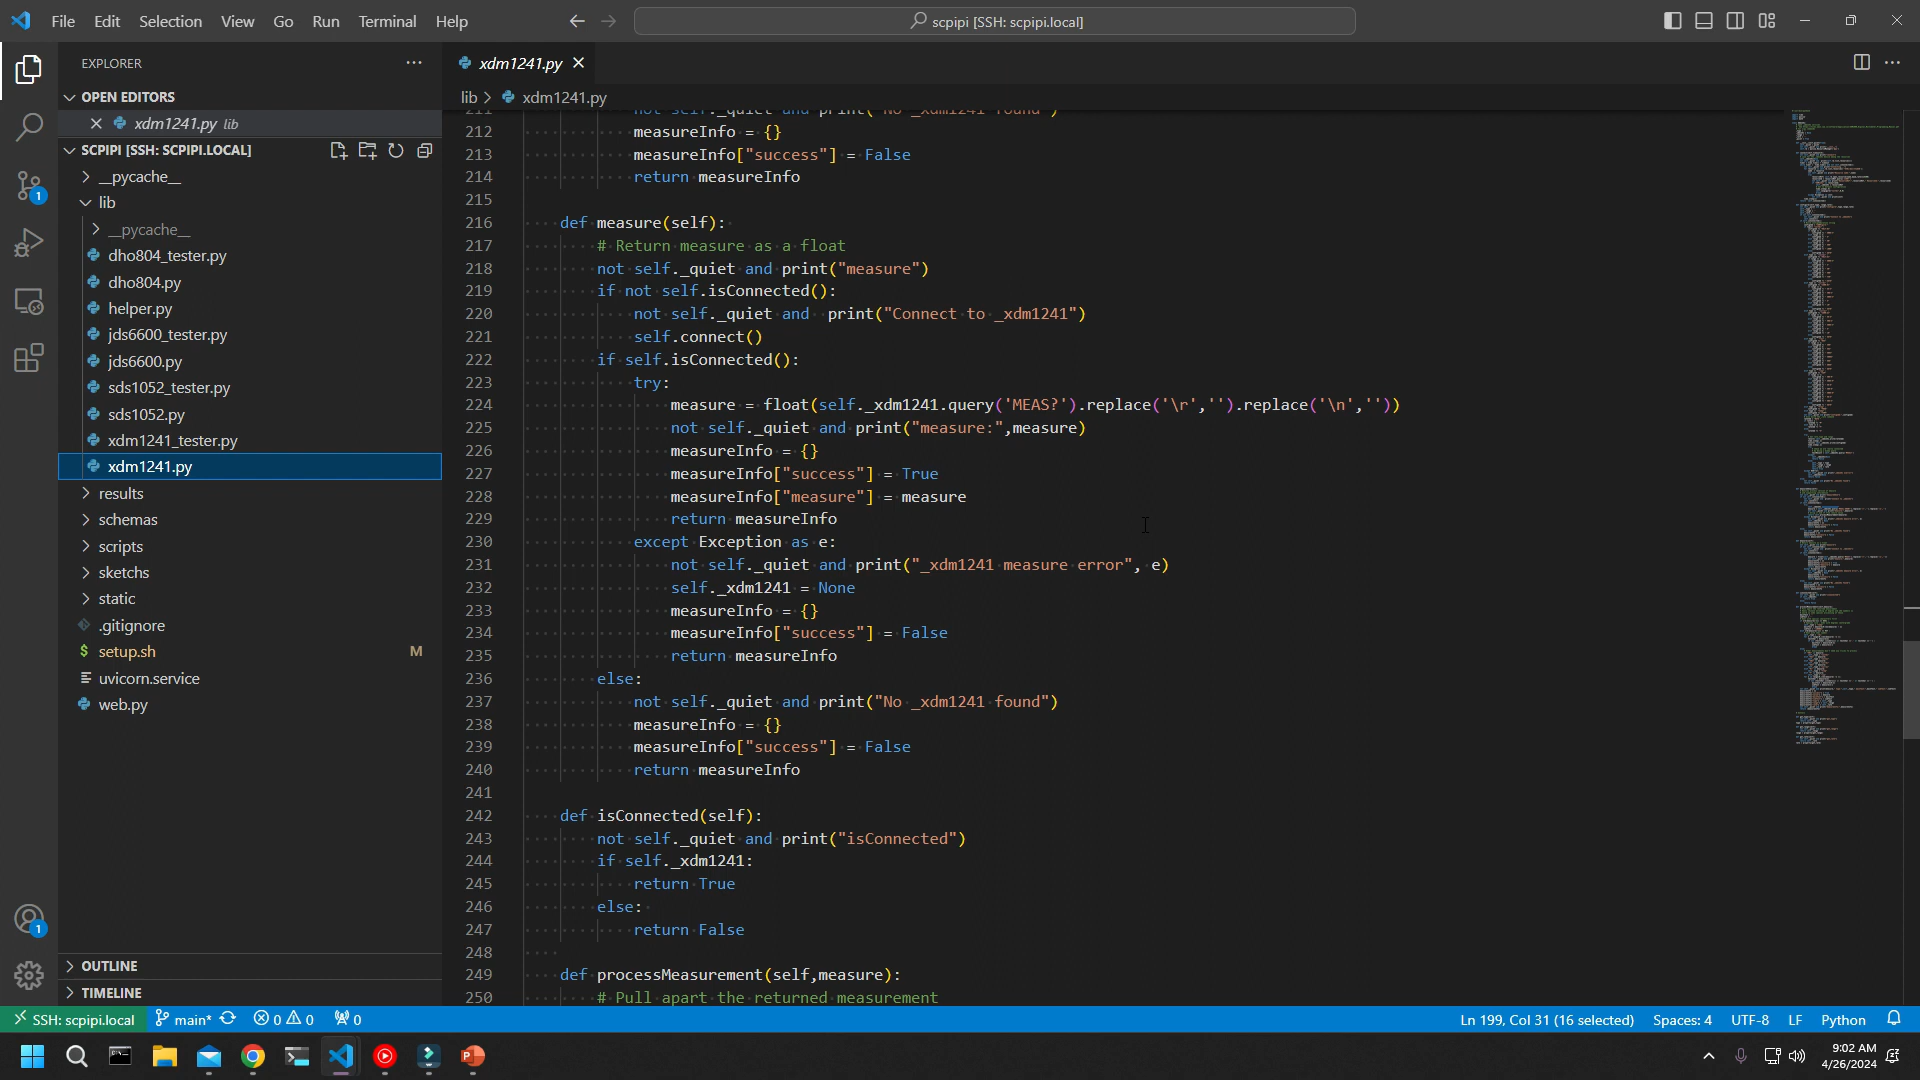 File Edit Selection View Go Run Terminal Help
scpipi [SSH: scpipi.local]
EXPLORER
OPEN EDITORS
xdm1241.py lib
SCPIPI [SSH: SCPIPI.LOCAL]
__pycache__
lib
__pycache__
dho804_tester.py
dho804.py
helper.py
jds6600_tester.py
jds6600.py
sds1052_tester.py
sds1052.py
xdm1241_tester.py
xdm1241.py
results
schemas
scripts
sketchs
static
.gitignore
setup.sh M
uvicorn.service
web.py
OUTLINE
TIMELINE
1
1
xdm1241.py
lib > xdm1241.py
211 not self._quiet and print("No _xdm1241 found")
212 measureInfo = {}
213 measureInfo["success"] = False
214 return measureInfo
215
216 def measure(self):
217 # Return measure as a float
218 not self._quiet and print("measure")
219 if not self.isConnected():
220 not self._quiet and  print("Connect to _xdm1241")
221 self.connect()
222 if self.isConnected():
223 try:
224 measure = float(self._xdm1241.query('MEAS?').replace('\r','').replace('\n',''))
225 not self._quiet and print("measure:",measure)
226 measureInfo = {}
227 measureInfo["success"] = True
228 measureInfo["measure"] = measure
229 return measureInfo
230 except Exception as e:
231 not self._quiet and print("_xdm1241 measure error", e)
232 self._xdm1241 = None
233 measureInfo = {}
234 measureInfo["success"] = False
235 return measureInfo
236 else:
237 not self._quiet and print("No _xdm1241 found")
238 measureInfo = {}
239 measureInfo["success"] = False
240 return measureInfo
241
242 def isConnected(self):
243 not self._quiet and print("isConnected")
244 if self._xdm1241:
245 return True
246 else:
247 return False
248
249 def processMeasurement(self,measure):
250 # Pull apart the returned measurement
SSH: scpipi.local main* 0 0 0 Ln 199, Col 31 (16 selected) Spaces: 4 UTF-8 LF Python
9:02 AM
4/26/2024